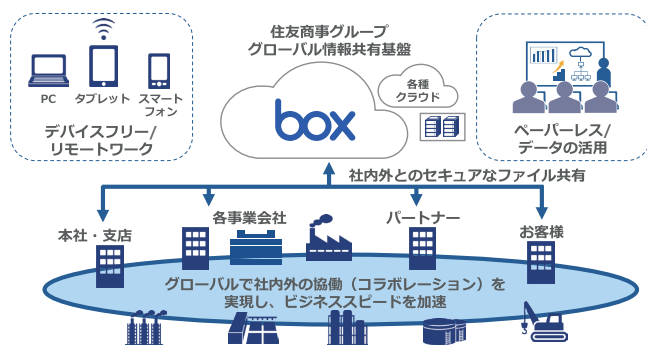 住友商事グループ
グローバル情報共有基盤
PC
タブレット
スマート
フォン
デバイスフリー/
リモートワーク
box
各種
クラウド
ペーパーレス/
データの活用
社内外とのセキュアなファイル共有
本社・支店
各事業会社
パートナー
お客様
グローバルで社内外の協働（コラボレーション）を
実現し、ビジネススピードを加速